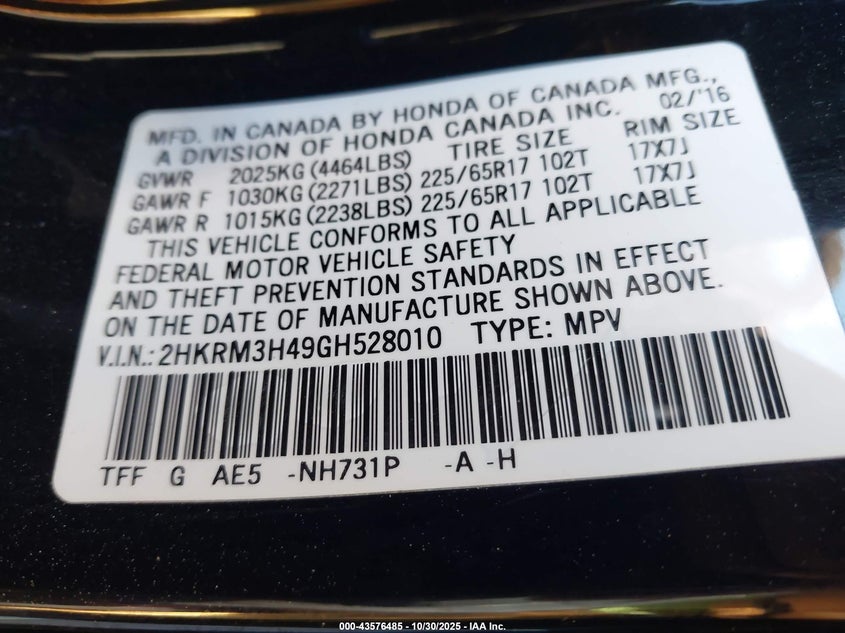 MFD. IN CANADA BY HONDA OF CANADA MFG.,
A DIVISION OF HONDA CANADA INC. 02/'16
GVWR 2025KG (4464LBS) TIRE SIZE RIM SIZE
GAWR F 1030KG (2271LBS) 225/65R17 102T 17X7J
GAWR R 1015KG (2238LBS) 225/65R17 102T 17X7J
THIS VEHICLE CONFORMS TO ALL APPLICABLE
FEDERAL MOTOR VEHICLE SAFETY
AND THEFT PREVENTION STANDARDS IN EFFECT
ON THE DATE OF MANUFACTURE SHOWN ABOVE.
V.I.N.: 2HKRM3H49GH528010 TYPE: MPV
TFF G AE5 -NH731P -A -H
000-43576485 - 10/30/2025 - IAA Inc.